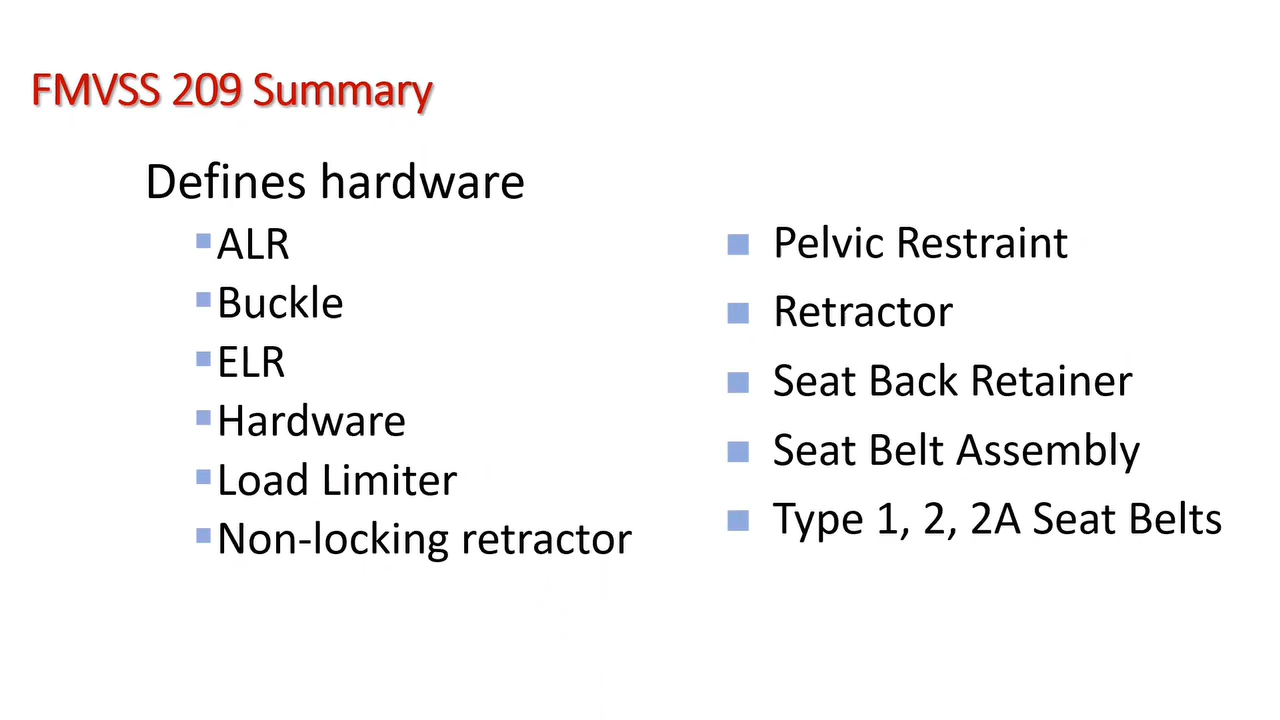 FMVSS 209 Summary
Defines hardware
ALR
Buckle
ELR
Hardware
Load Limiter
Non-locking retractor
Pelvic Restraint
Retractor
Seat Back Retainer
Seat Belt Assembly
Type 1, 2, 2A Seat Belts